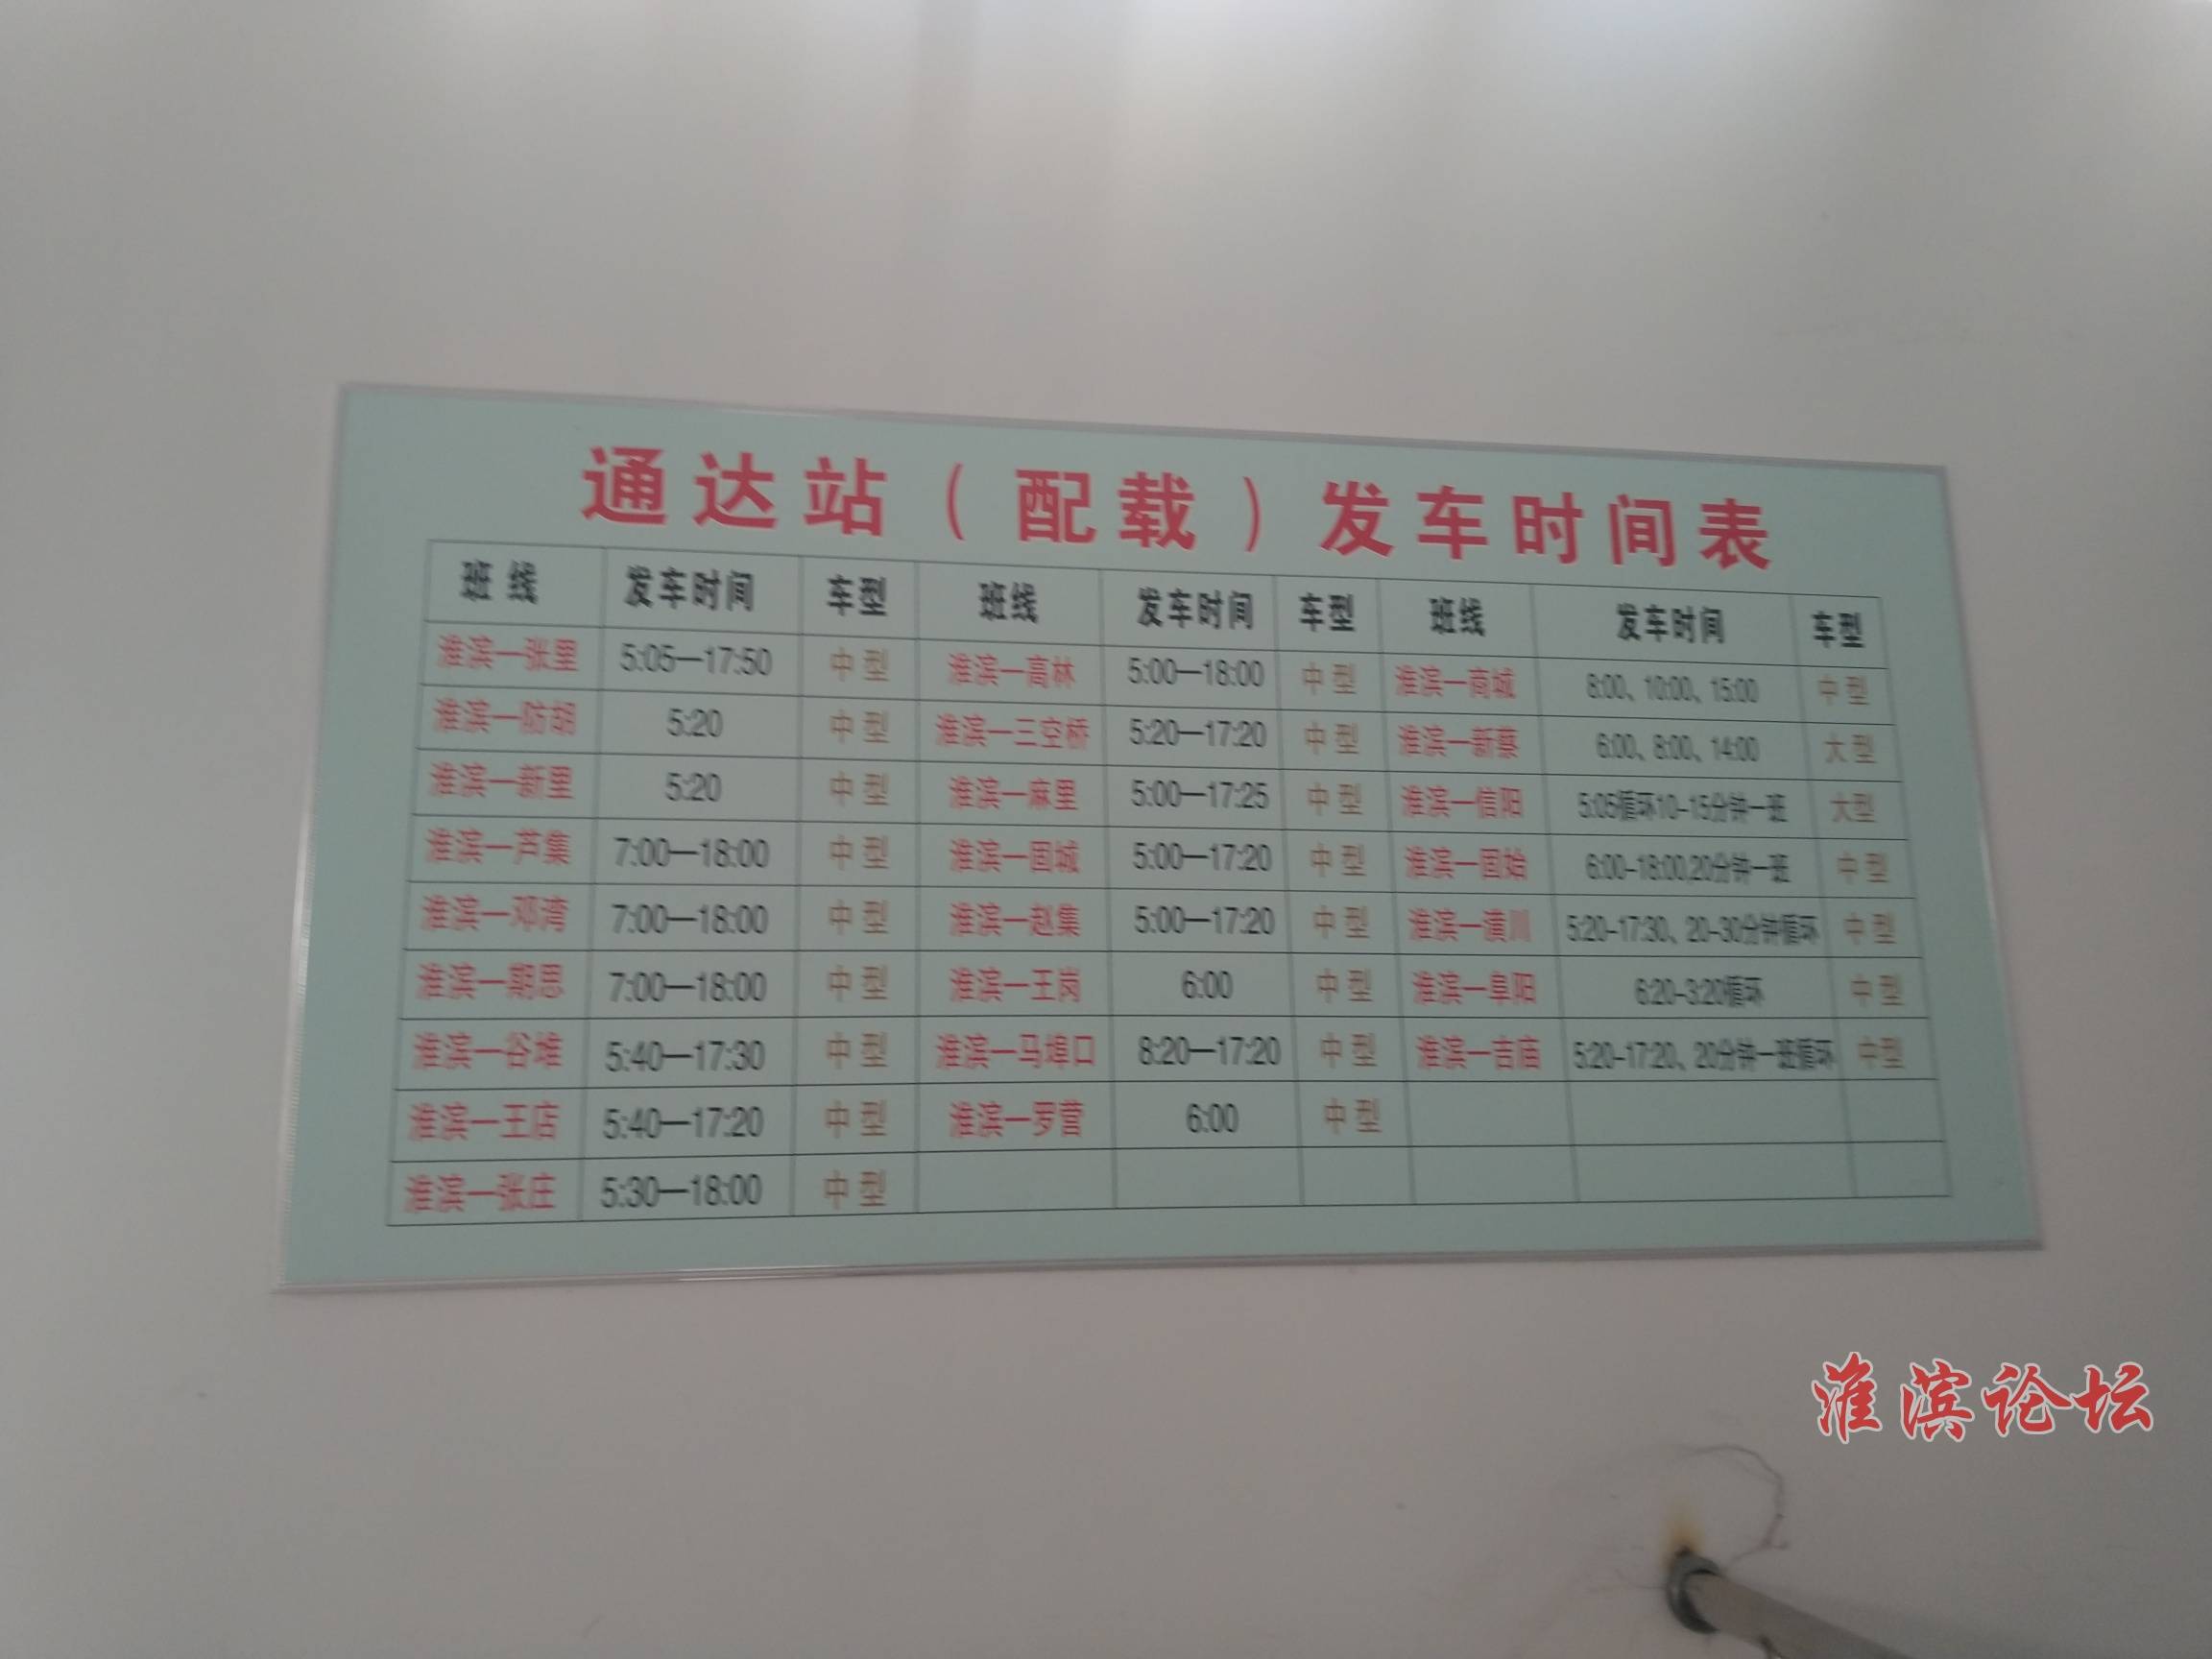 通达站(配载)发车时间表
班线 发车时间 车型 班线 发车时间 车型 班线 发车时间 车型
淮滨—张里 5:05—17:50 中型 淮滨—高林 5:00—18:00 中型 淮滨—商城 8:00、10:00、15:00 中型
淮滨—防胡 5:20 中型 淮滨—三空桥 5:20—17:20 中型 淮滨—新蔡 6:00、8:00、14:00 大型
淮滨—新里 5:20 中型 淮滨—麻里 5:00—17:25 中型 淮滨—信阳 5:05循环10-15分钟一班 大型
淮滨—芦集 7:00—18:00 中型 淮滨—固城 5:00—17:20 中型 淮滨—固始 6:00-18:00,20分钟一班 中型
淮滨—邓湾 7:00—18:00 中型 淮滨—赵集 5:00—17:20 中型 淮滨—潢川 5:20-17:30、20-30分钟循环 中型
淮滨—期思 7:00—18:00 中型 淮滨—王岗 6:00 中型 淮滨—阜阳 6:20-3:20循环 中型
淮滨—谷堆 5:40—17:30 中型 淮滨—马埠口 8:20—17:20 中型 淮滨—吉庙 5:20-17:20、20分钟一班循环 中型
淮滨—王店 5:40—17:20 中型 淮滨—罗营 6:00 中型
淮滨—张庄 5:30—18:00 中型
淮滨论坛